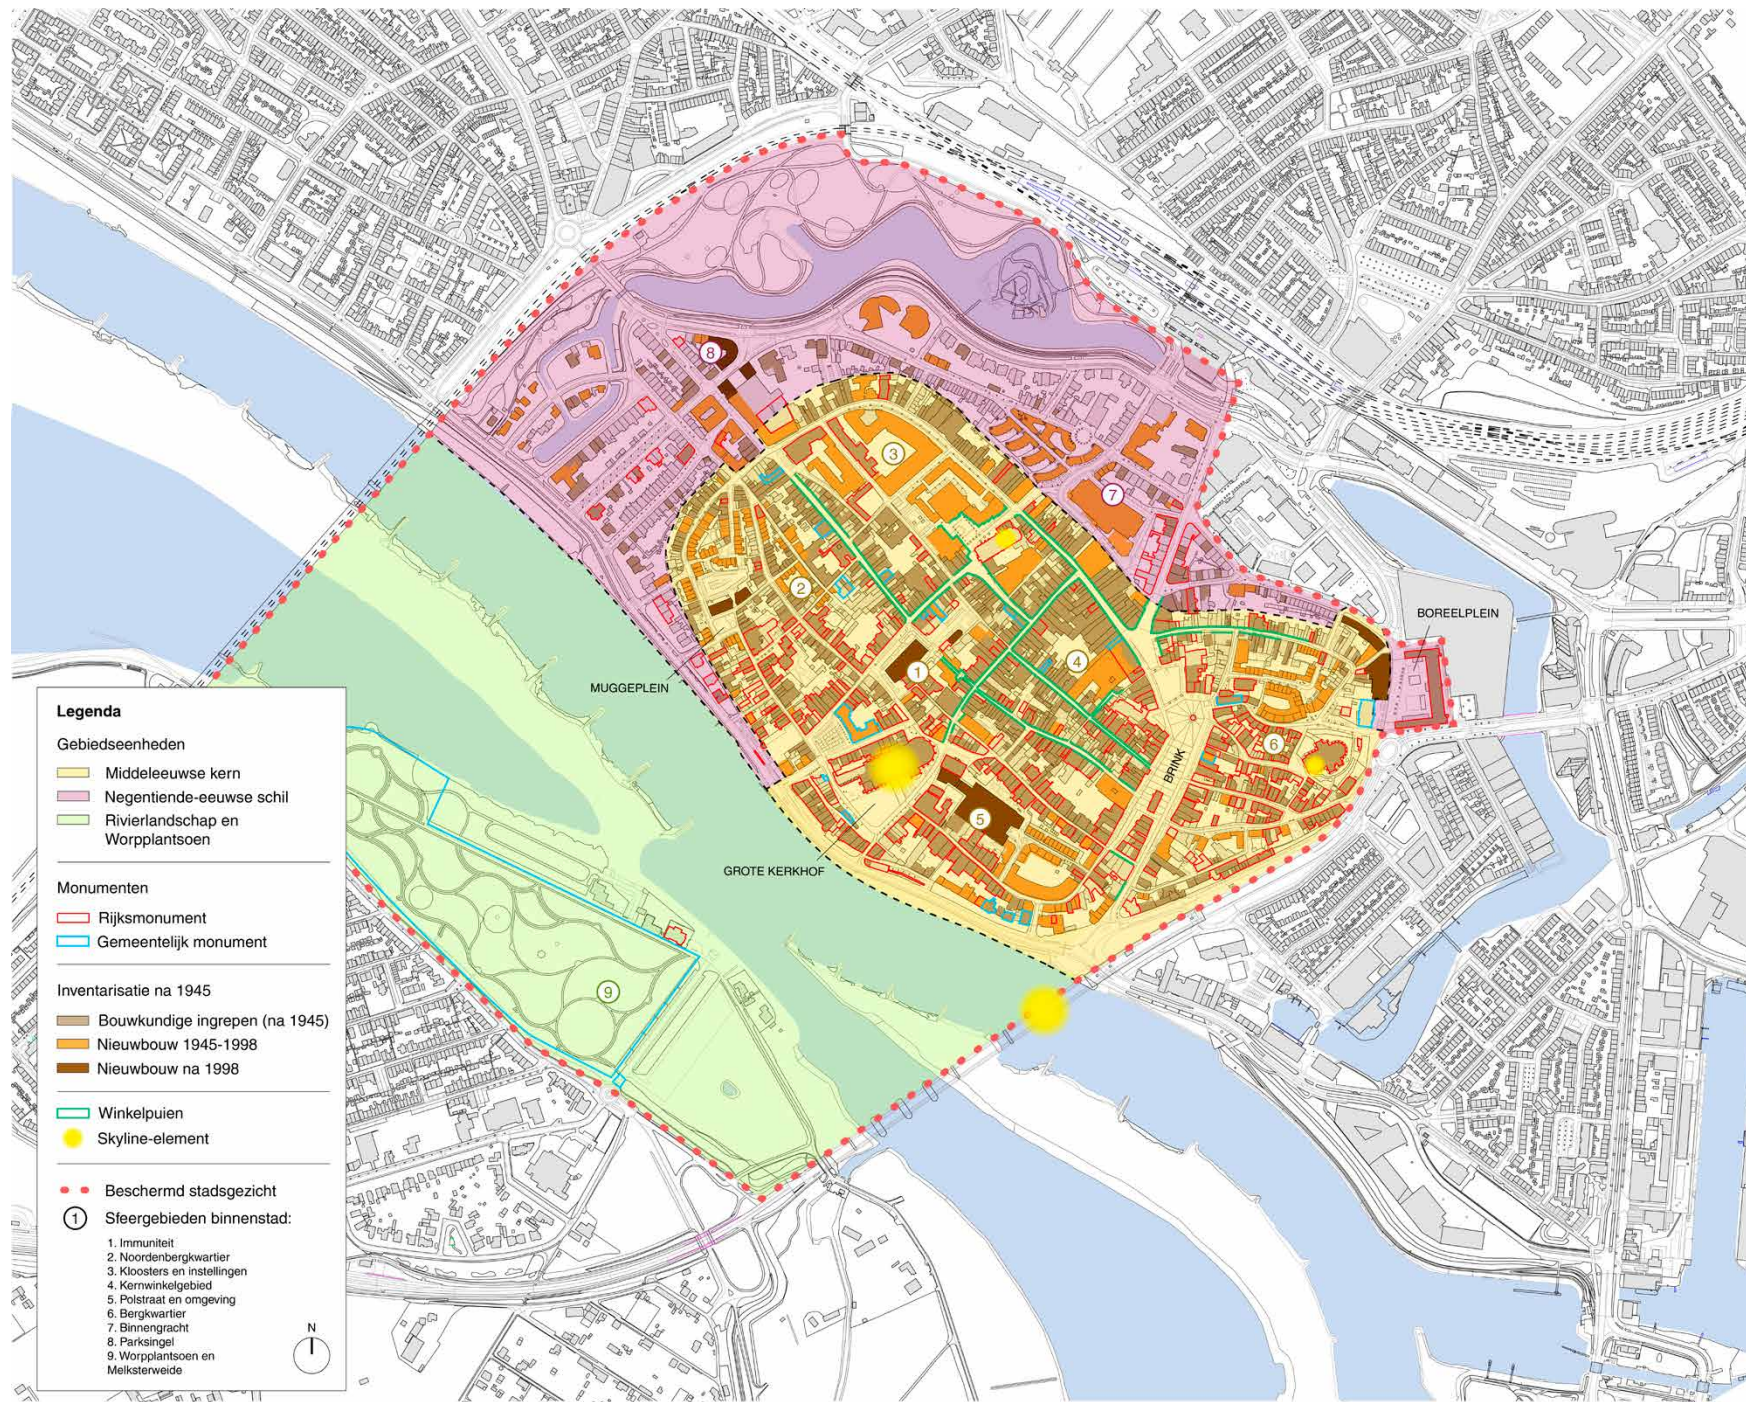 8
3
7
2
BOREELPLEIN
MUGGEPLEIN
1
4
6
BRINK
5
GROTE KERKHOF
9
Legenda
Gebiedseenheden
Middeleeuwse kern
Negentiende-eeuwse schil
Rivierlandschap en
Worpplantsoen
Monumenten
Rijksmonument
Gemeentelijk monument
Inventarisatie na 1945
Bouwkundige ingrepen (na 1945)
Nieuwbouw 1945-1998
Nieuwbouw na 1998
Winkelpuien
Skyline-element
Beschermd stadsgezicht
1 Sfeergebieden binnenstad:
1. Immuniteit
2. Noordenbergkwartier
3. Kloosters en instellingen
4. Kernwinkelgebied
5. Polstraat en omgeving
6. Bergkwartier
7. Binnengracht
8. Parksingel
9. Worpplantsoen en
Melksterweide
N